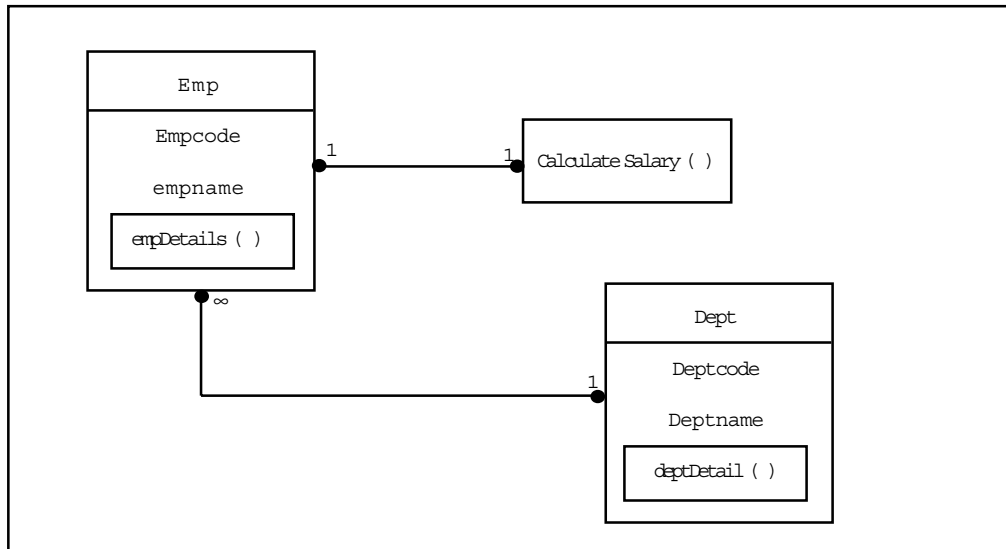 Emp
Empcode
empname
empDetails ( )
1
1
Calculate Salary ( )
∞
1
Dept
Deptcode
Deptname
deptDetail ( )